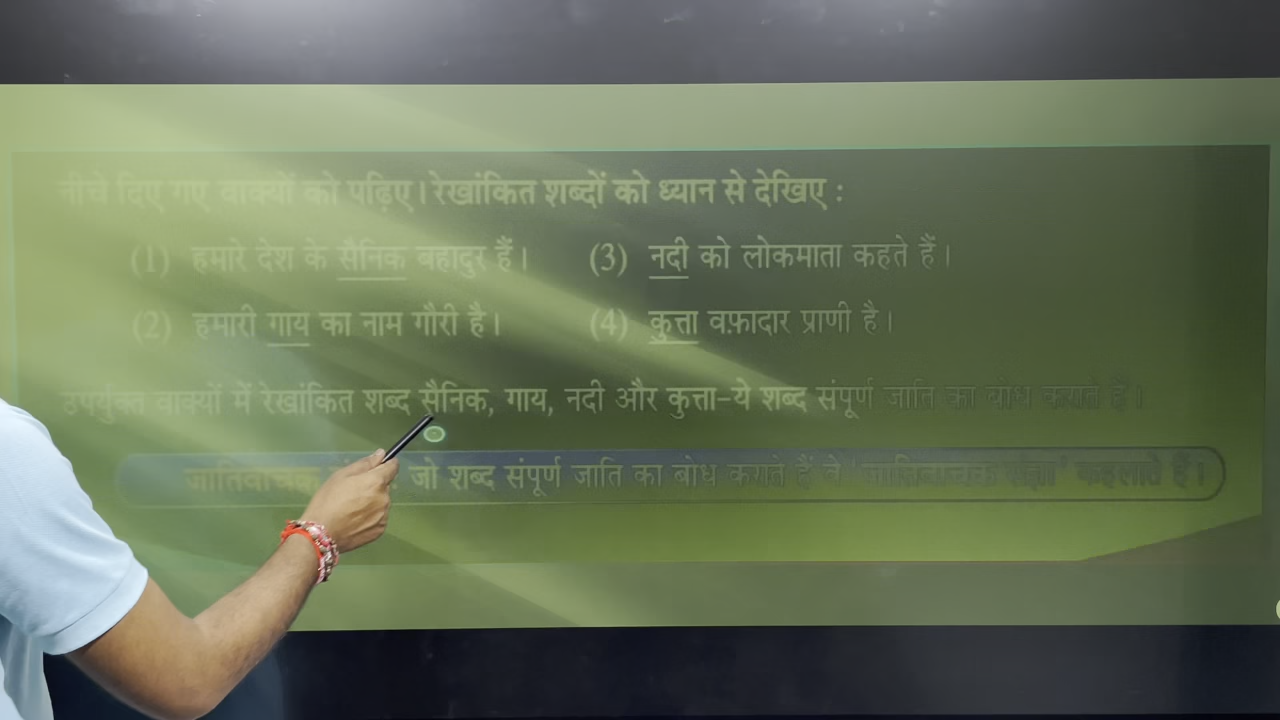 नीचे दिए गए वाक्यों को पढ़िए। रेखांकित शब्दों को ध्यान से देखिए :
(1) हमारे देश के सैनिक बहादुर हैं। (3) नदी को लोकमाता कहते हैं।
(2) हमारी गाय का नाम गौरी है। (4) कुत्ता वफ़ादार प्राणी है।
उपर्युक्त वाक्यों में रेखांकित शब्द सैनिक, गाय, नदी और कुत्ता-ये शब्द संपूर्ण जाति का बोध कराते हैं।
जातिवाचक जो शब्द संपूर्ण जाति का बोध कराते हैं वे 'जातिवाचक संज्ञा' कहलाते हैं।